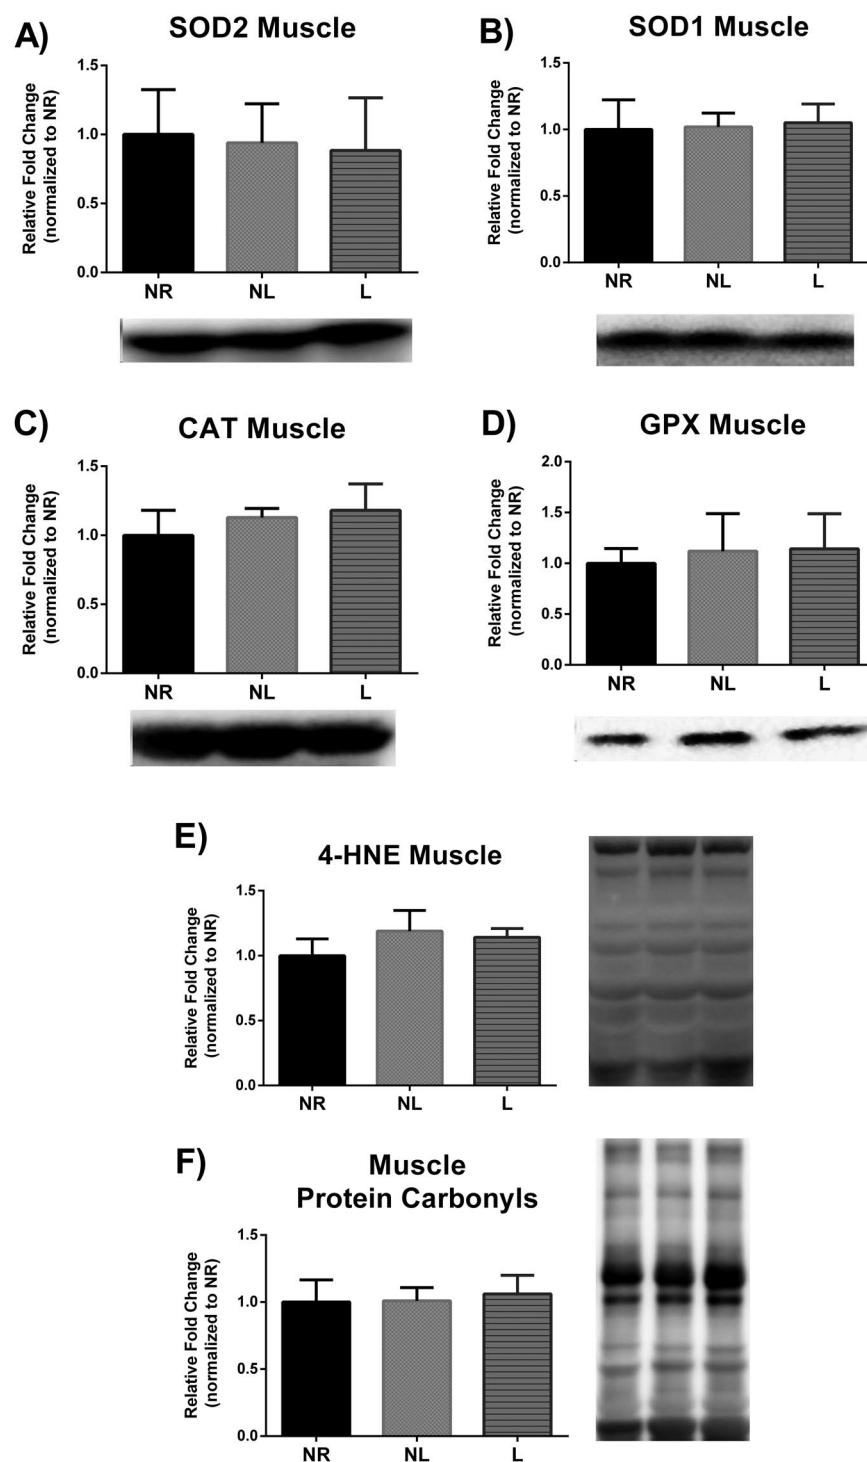 A)
SOD2 Muscle
Relative Fold Change
(normalized to NR)
1.5
1.0
0.5
0.0
NR NL L
B)
SOD1 Muscle
Relative Fold Change
(normalized to NR)
1.5
1.0
0.5
0.0
NR NL L
C)
CAT Muscle
Relative Fold Change
(normalized to NR)
1.5
1.0
0.5
0.0
NR NL L
D)
GPX Muscle
Relative Fold Change
(normalized to NR)
2.0
1.5
1.0
0.5
0.0
NR NL L
E)
4-HNE Muscle
Relative Fold Change
(normalized to NR)
1.5
1.0
0.5
0.0
NR NL L
F)
Muscle
Protein Carbonyls
Relative Fold Change
(normalized to NR)
1.5
1.0
0.5
0.0
NR NL L